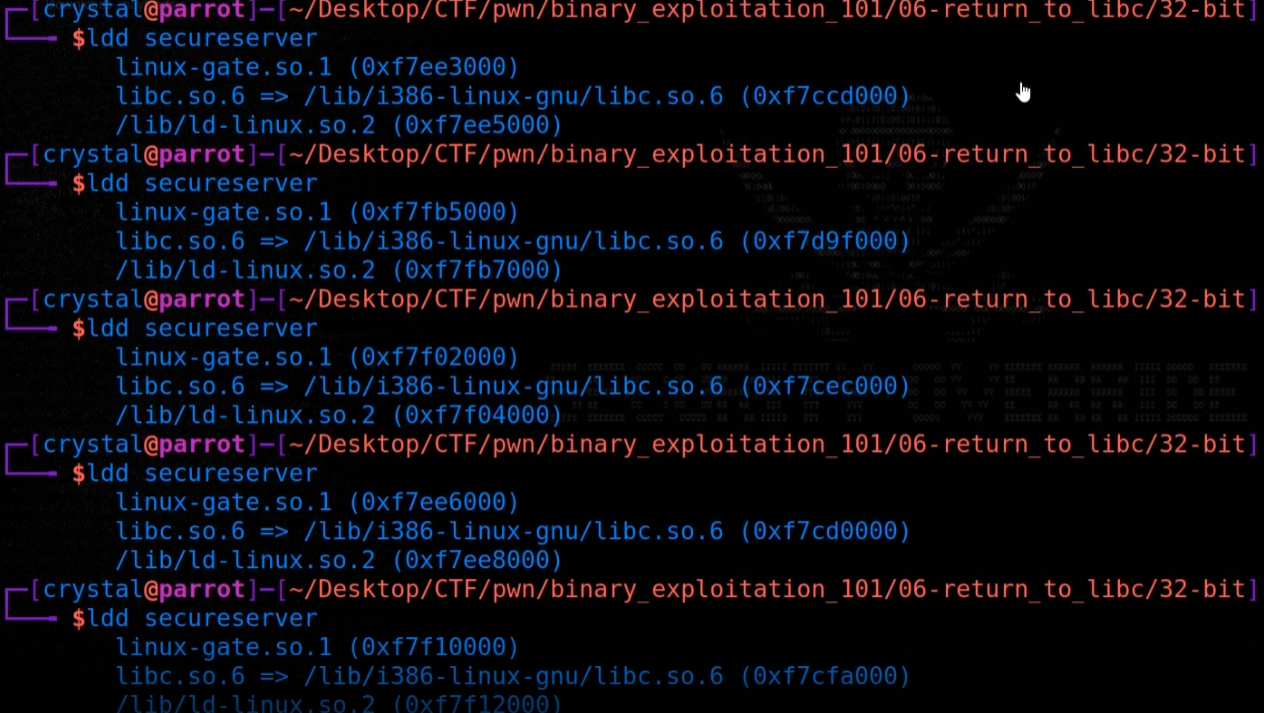 ┌─[crystal@parrot]─[~/Desktop/CTF/pwn/binary_exploitation_101/06-return_to_libc/32-bit]
└──╼ $ldd secureserver
linux-gate.so.1 (0xf7ee3000)
libc.so.6 => /lib/i386-linux-gnu/libc.so.6 (0xf7ccd000)
/lib/ld-linux.so.2 (0xf7ee5000)
┌─[crystal@parrot]─[~/Desktop/CTF/pwn/binary_exploitation_101/06-return_to_libc/32-bit]
└──╼ $ldd secureserver
linux-gate.so.1 (0xf7fb5000)
libc.so.6 => /lib/i386-linux-gnu/libc.so.6 (0xf7d9f000)
/lib/ld-linux.so.2 (0xf7fb7000)
┌─[crystal@parrot]─[~/Desktop/CTF/pwn/binary_exploitation_101/06-return_to_libc/32-bit]
└──╼ $ldd secureserver
linux-gate.so.1 (0xf7f02000)
libc.so.6 => /lib/i386-linux-gnu/libc.so.6 (0xf7cec000)
/lib/ld-linux.so.2 (0xf7f04000)
┌─[crystal@parrot]─[~/Desktop/CTF/pwn/binary_exploitation_101/06-return_to_libc/32-bit]
└──╼ $ldd secureserver
linux-gate.so.1 (0xf7ee6000)
libc.so.6 => /lib/i386-linux-gnu/libc.so.6 (0xf7cd0000)
/lib/ld-linux.so.2 (0xf7ee8000)
┌─[crystal@parrot]─[~/Desktop/CTF/pwn/binary_exploitation_101/06-return_to_libc/32-bit]
└──╼ $ldd secureserver
linux-gate.so.1 (0xf7f10000)
libc.so.6 => /lib/i386-linux-gnu/libc.so.6 (0xf7cfa000)
/lib/ld-linux.so.2 (0xf7f12000)